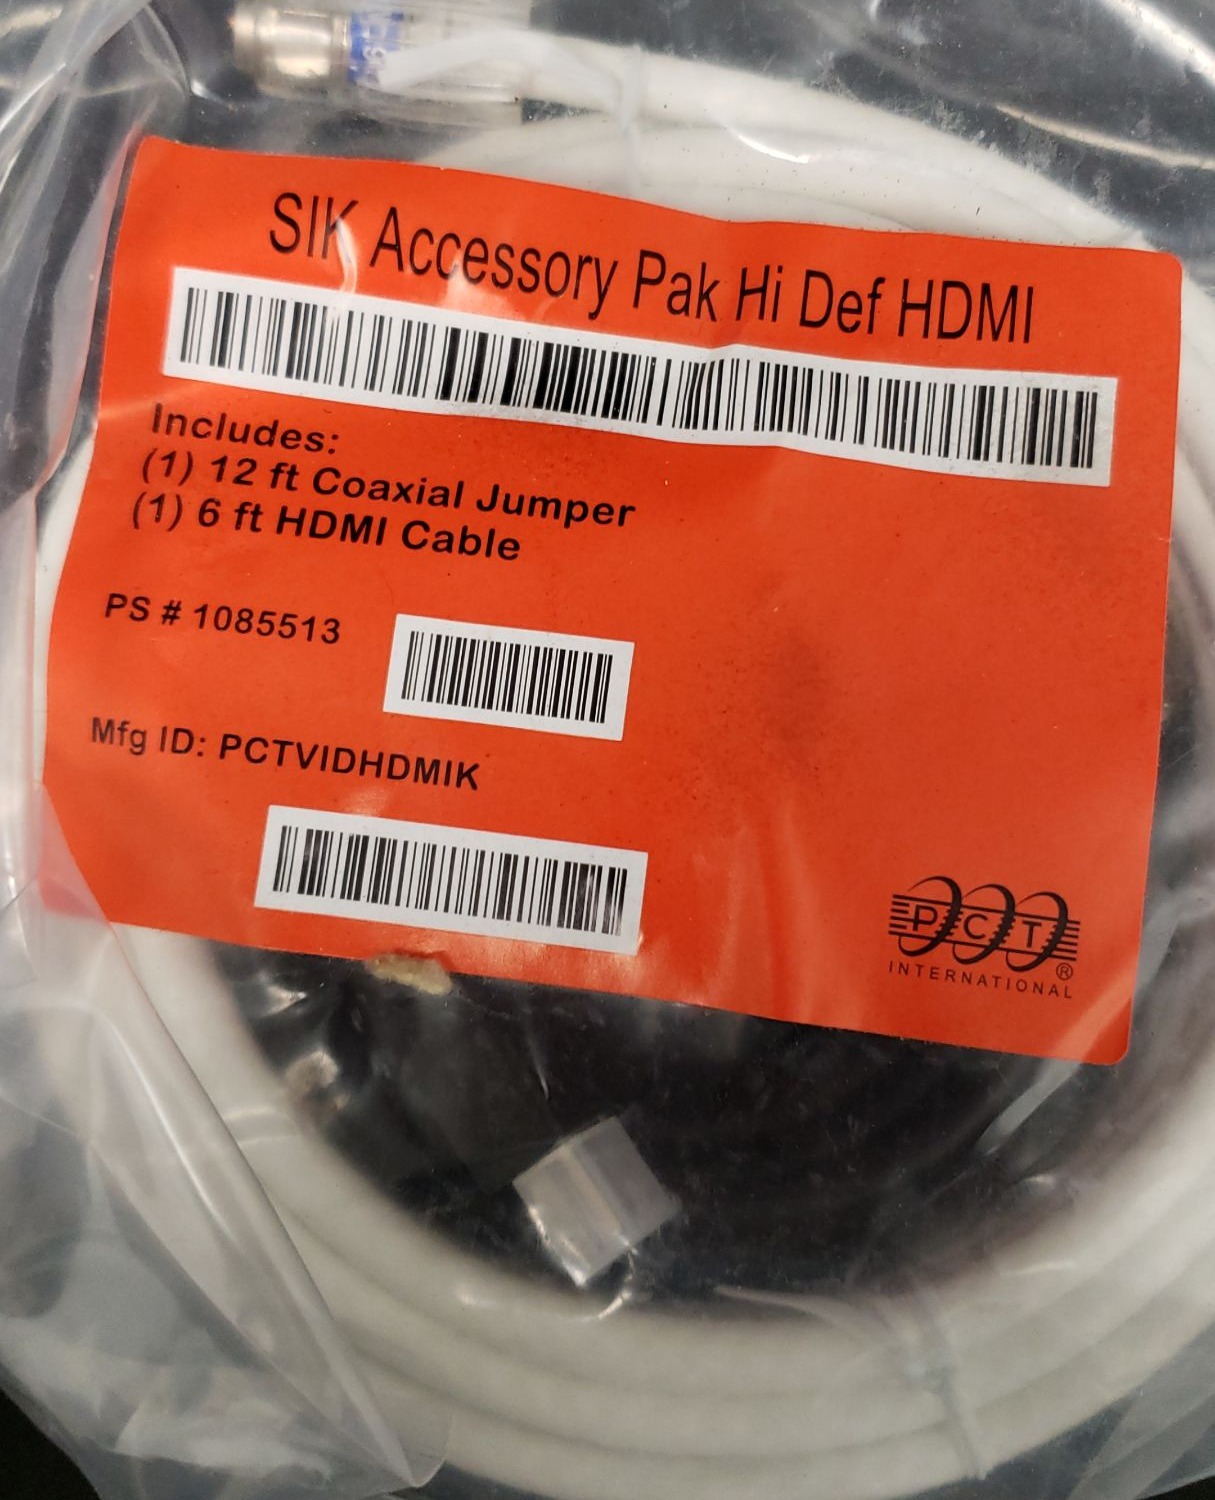 SIK Accessory Pak Hi Def HDMI
Includes:
(1) 12 ft Coaxial Jumper
(1) 6 ft HDMI Cable
PS # 1085513
Mfg ID: PCTVIDHDMIK
PCT
®
INTERNATIONAL